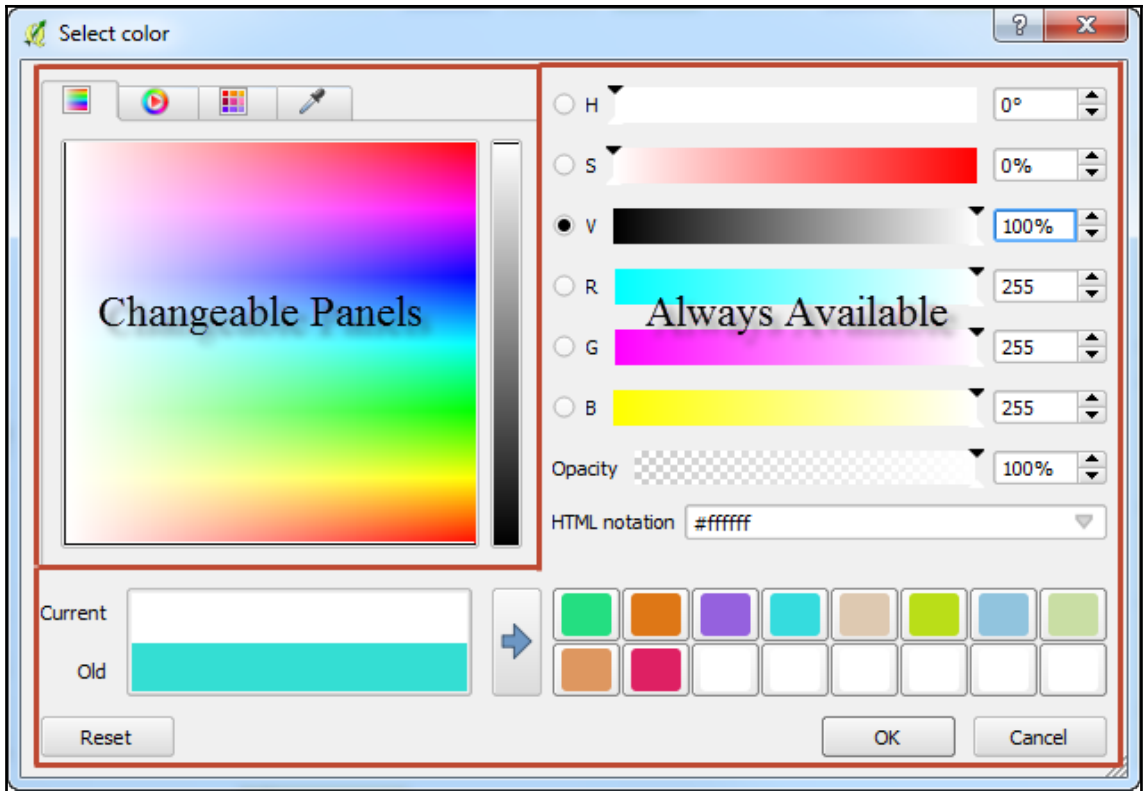 Select color
H 0°
S 0%
V 100%
R 255
Changeable Panels
Always Available
G 255
B 255
Opacity 100%
HTML notation #ffffff
Current
Old
Reset
OK
Cancel